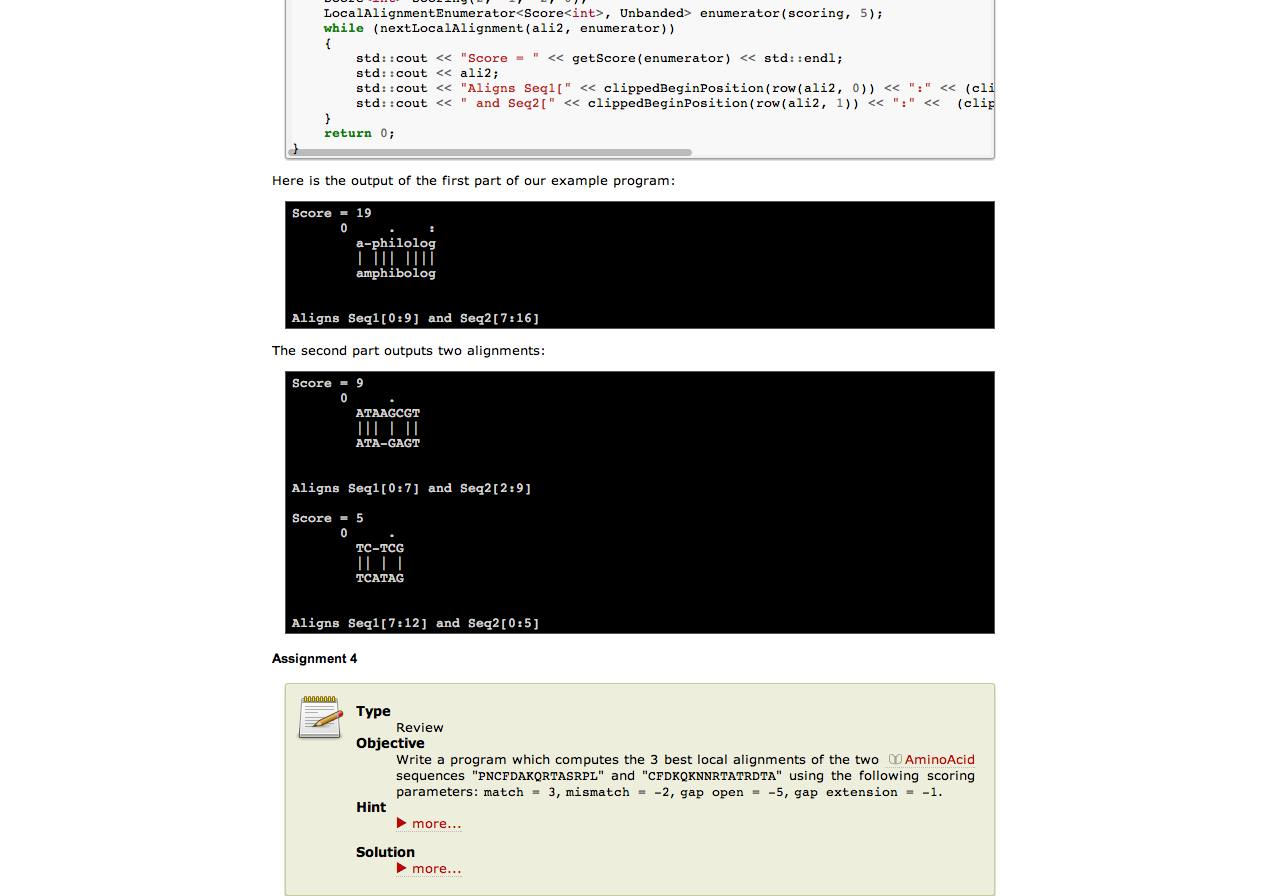 LocalAlignmentEnumerator<Score<int>, Unbanded> enumerator(scoring, 5);
while (nextLocalAlignment(ali2, enumerator))
{
std::cout << "Score = " << getScore(enumerator) << std::endl;
std::cout << ali2;
std::cout << "Aligns Seq1[" << clippedBeginPosition(row(ali2, 0)) << ":" << (cli
std::cout << " and Seq2[" << clippedBeginPosition(row(ali2, 1)) << ":" <<  (clip
}
return 0;
}
Here is the output of the first part of our example program:
Score = 19
0     .    :
a-philolog
| ||| ||||
amphibolog
Aligns Seq1[0:9] and Seq2[7:16]
The second part outputs two alignments:
Score = 9
0     .
ATAAGCGT
||| | ||
ATA-GAGT
Aligns Seq1[0:7] and Seq2[2:9]
Score = 5
0     .
TC-TCG
|| | |
TCATAG
Aligns Seq1[7:12] and Seq2[0:5]
Assignment 4
Type
Review
Objective
Write a program which computes the 3 best local alignments of the two AminoAcid
sequences "PNCFDAKQRTASRPL" and "CFDKQKNNRTATRDTA" using the following scoring
parameters: match = 3, mismatch = -2, gap open = -5, gap extension = -1.
Hint
more...
Solution
more...